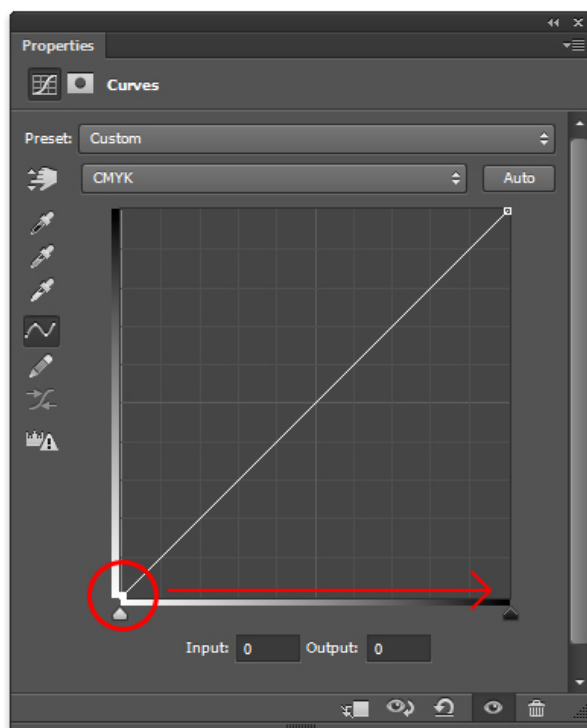 Properties
Curves
Preset: Custom
CMYK
Auto
Input: 0 Output: 0